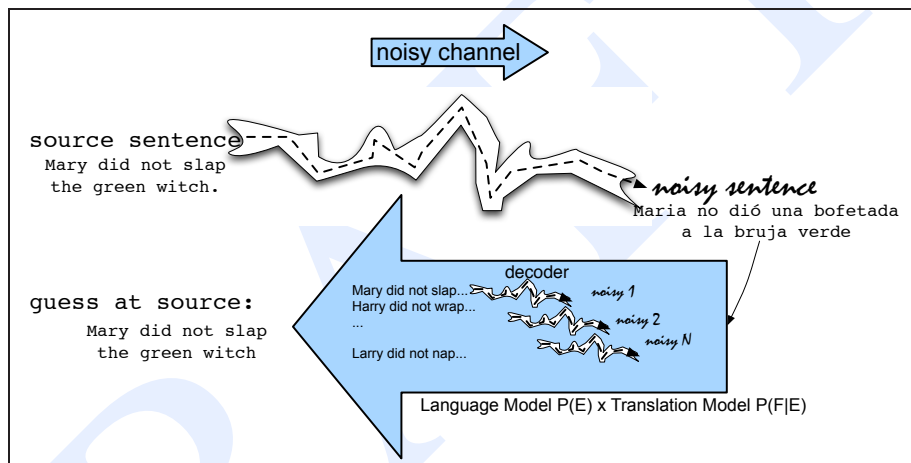 noisy channel
source sentence
Mary did not slap
the green witch.
noisy sentence
Maria no dió una bofetada
a la bruja verde
decoder
guess at source:
Mary did not slap
the green witch
Mary did not slap... noisy 1
Harry did not wrap... noisy 2
...
Larry did not nap... noisy N
Language Model P(E) x Translation Model P(F|E)